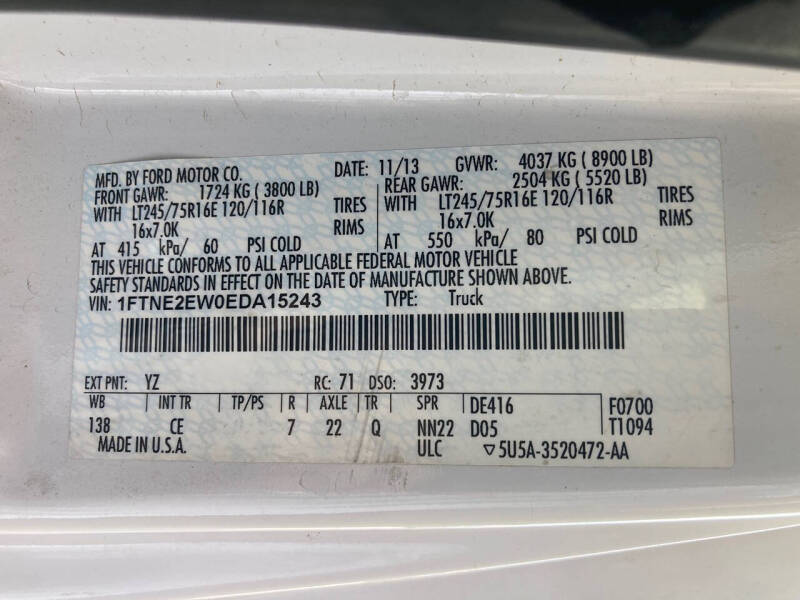 MFD. BY FORD MOTOR CO. DATE: 11/13 GVWR: 4037 KG (8900 LB)
FRONT GAWR: 1724 KG (3800 LB) REAR GAWR: 2504 KG (5520 LB)
WITH LT245/75R16E 120/116R TIRES WITH LT245/75R16E 120/116R TIRES
16x7.0K RIMS 16x7.0K RIMS
AT 415 kPa/ 60 PSI COLD AT 550 kPa/ 80 PSI COLD
THIS VEHICLE CONFORMS TO ALL APPLICABLE FEDERAL MOTOR VEHICLE
SAFETY STANDARDS IN EFFECT ON THE DATE OF MANUFACTURE SHOWN ABOVE.
VIN: 1FTNE2EW0EDA15243 TYPE: Truck
EXT PNT: YZ RC: 71 DSO: 3973
WB INT TR TP/PS R AXLE TR SPR DE416 F0700
138 CE 7 22 Q NN22 D05 T1094
MADE IN U.S.A. ULC ▽5U5A-3520472-AA